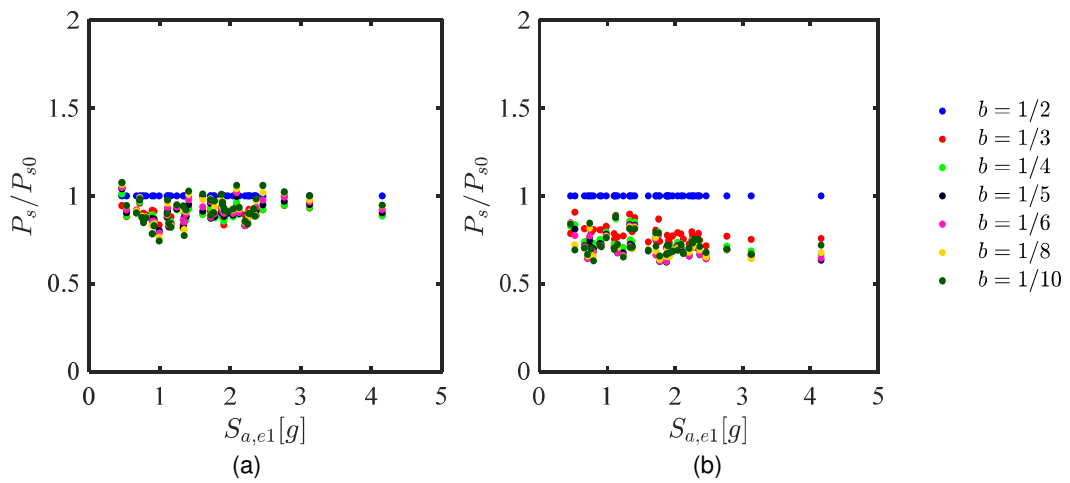 2
1.5
1
0.5
0
0 1 2 3 4 5
P_s/P_{s0}
S_{a,e1}[g]
(a)
2
1.5
1
0.5
0
0 1 2 3 4 5
P_s/P_{s0}
S_{a,e1}[g]
(b)
b = 1/2
b = 1/3
b = 1/4
b = 1/5
b = 1/6
b = 1/8
b = 1/10